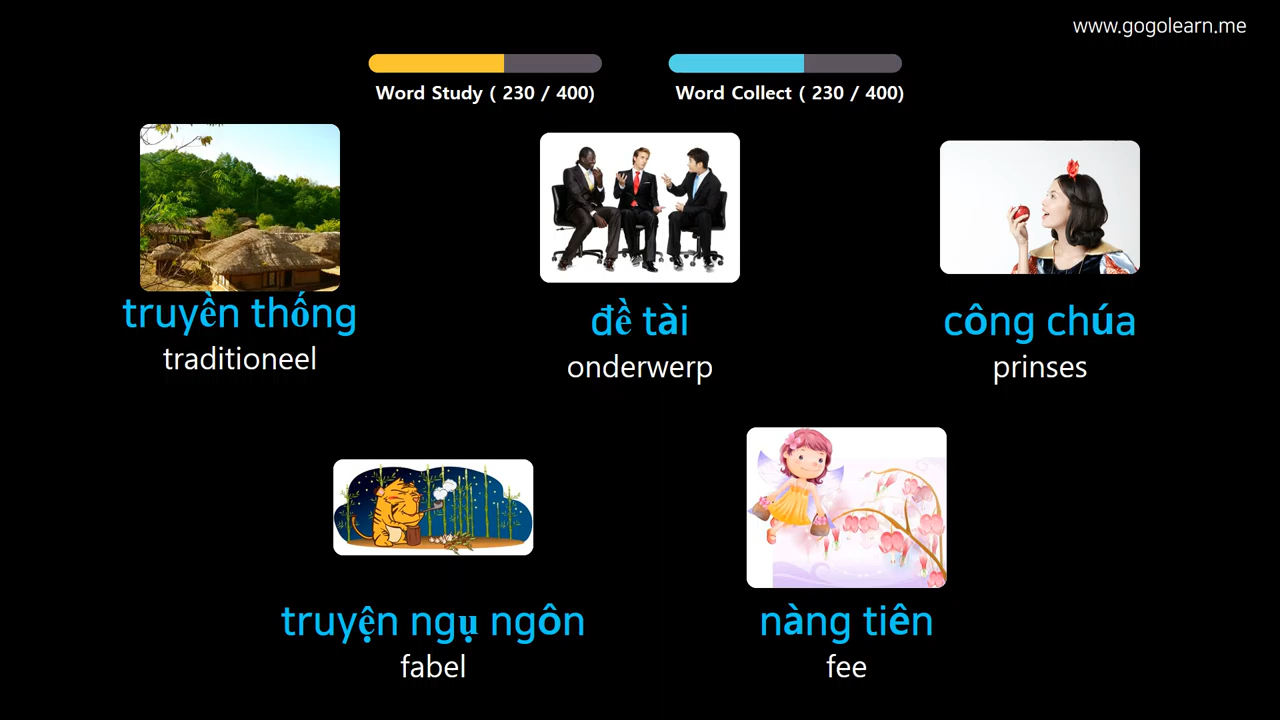 www.gogolearn.me
Word Study ( 230 / 400)
Word Collect ( 230 / 400)
truyền thống
traditioneel
đề tài
onderwerp
công chúa
prinses
truyện ngụ ngôn
fabel
nàng tiên
fee